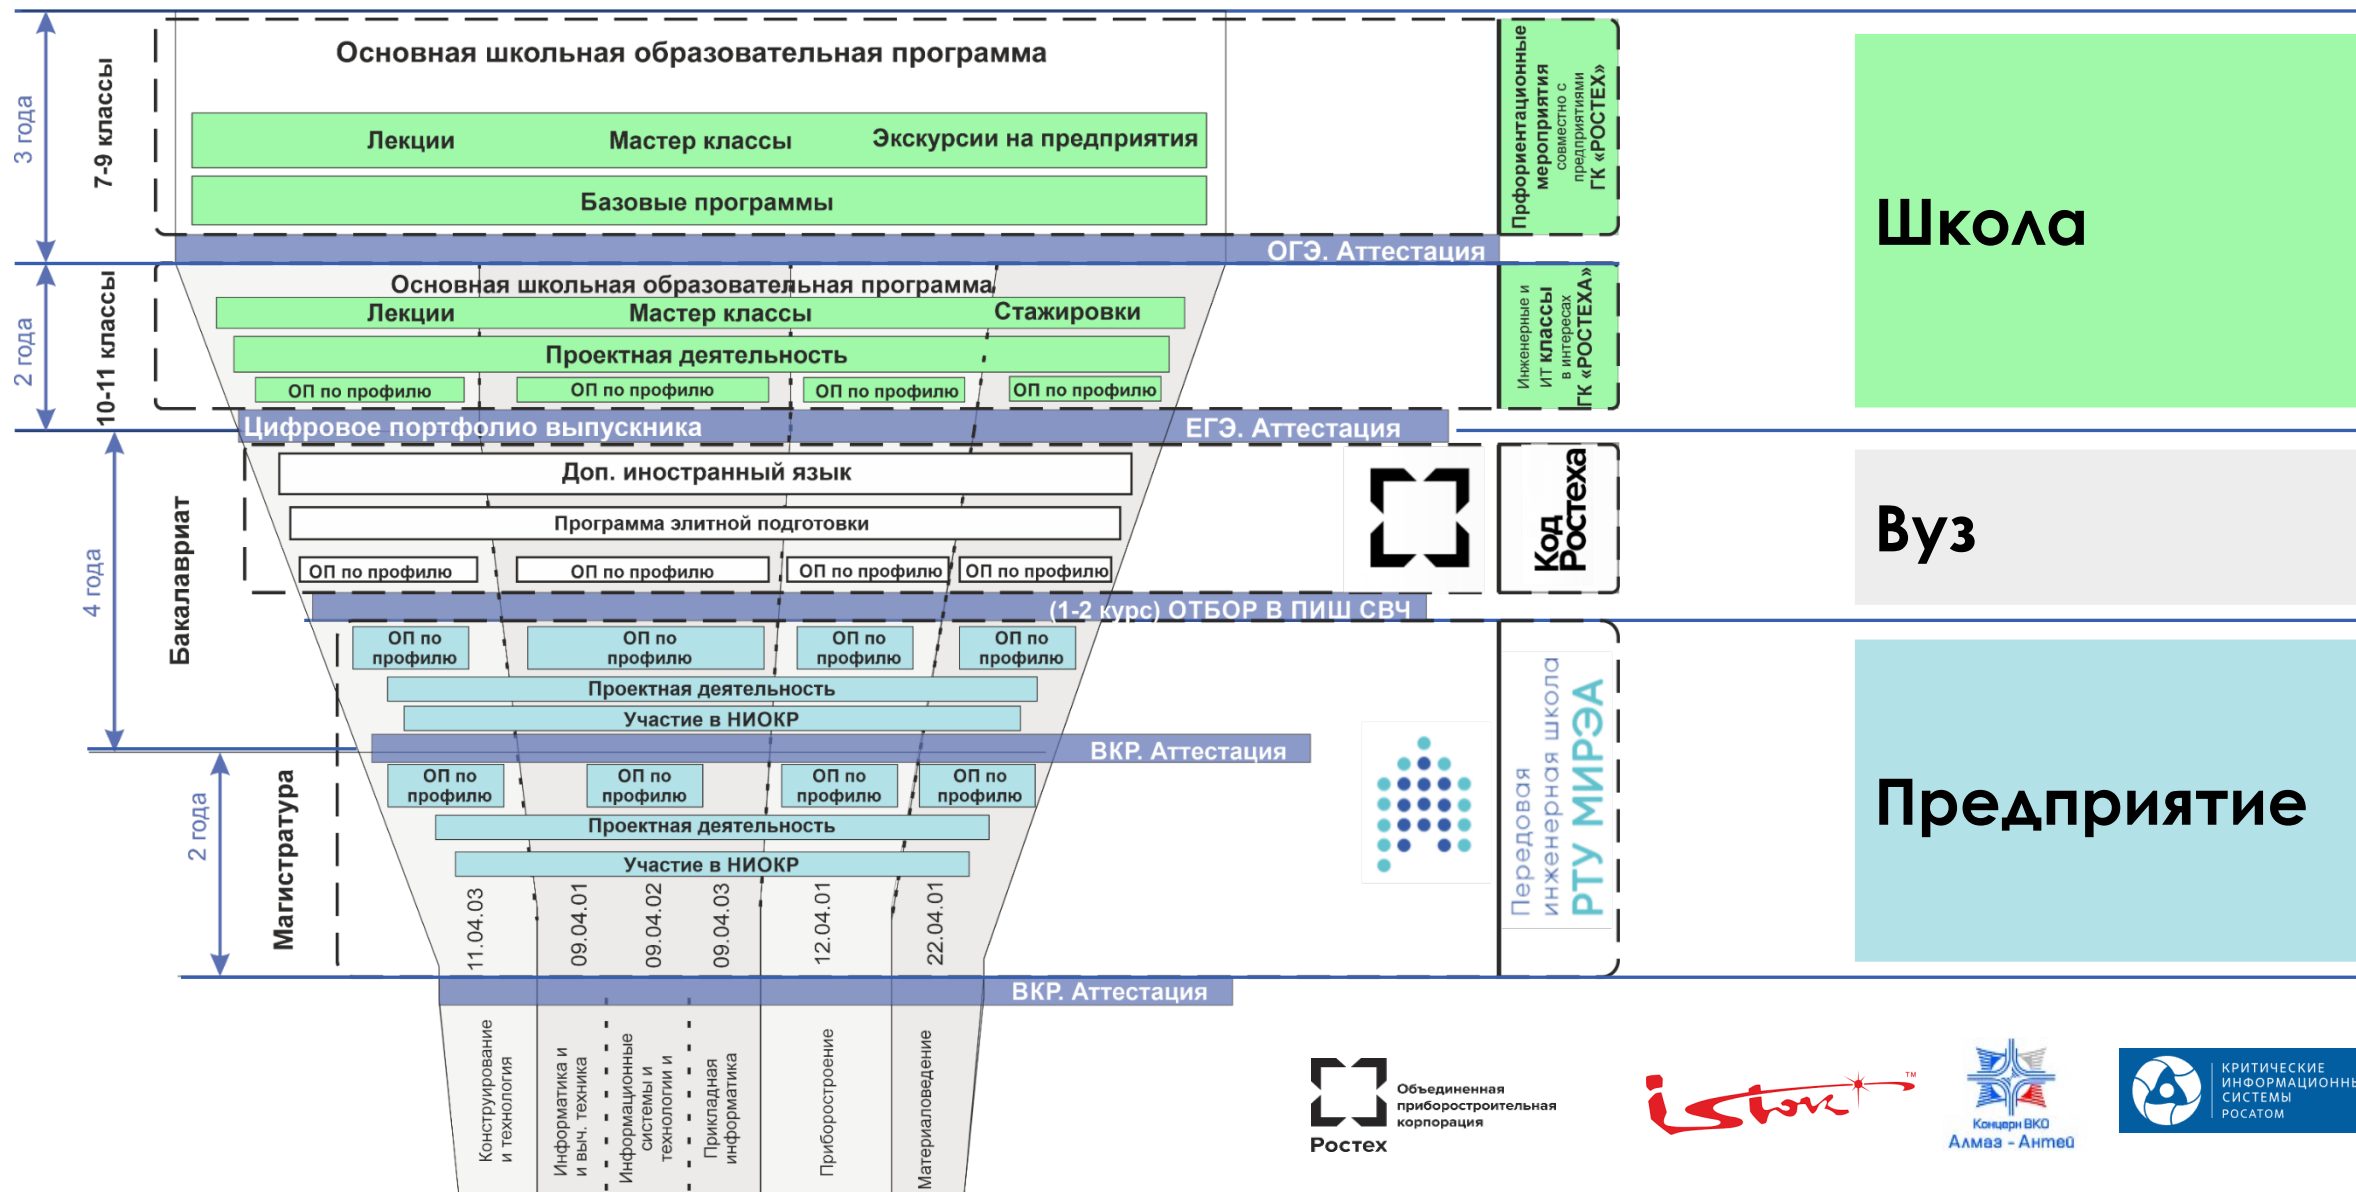 3 года
7-9 классы
Основная школьная образовательная программа
Лекции
Мастер классы
Экскурсии на предприятия
Базовые программы
ОГЭ. Аттестация
Прфориентационные
мероприятия
совместно с
предприятиями
ГК «РОСТЕХ»
Школа
2 года
10-11 классы
Основная школьная образовательная программа
Лекции
Мастер классы
Стажировки
Проектная деятельность
ОП по профилю
ОП по профилю
ОП по профилю
ОП по профилю
Инженерные и
ИТ классы
в интересах
ГК «РОСТЕХА»
Цифровое портфолио выпускника
ЕГЭ. Аттестация
4 года
Бакалавриат
Доп. иностранный язык
Программа элитной подготовки
ОП по профилю
ОП по профилю
ОП по профилю
ОП по профилю
Код
Ростеха
Вуз
(1-2 курс) ОТБОР В ПИШ СВЧ
ОП по
профилю
ОП по
профилю
ОП по
профилю
ОП по
профилю
Проектная деятельность
Участие в НИОКР
ВКР. Аттестация
Передовая
инженерная школа
РТУ МИРЭА
Предприятие
2 года
Магистратура
ОП по
профилю
ОП по
профилю
ОП по
профилю
ОП по
профилю
Проектная деятельность
Участие в НИОКР
11.04.03
09.04.01
09.04.02
09.04.03
12.04.01
22.04.01
ВКР. Аттестация
Конструирование
и технология
Информатика и
и выч. техника
Информационные
системы и
технологии и
Прикладная
информатика
Приборостроение
Материаловедение
Ростех
Объединенная
приборостроительная
корпорация
istok
TM
Концерн ВКО
Алмаз - Антей
КРИТИЧЕСКИЕ
ИНФОРМАЦИОННЫ
СИСТЕМЫ
РОСАТОМ